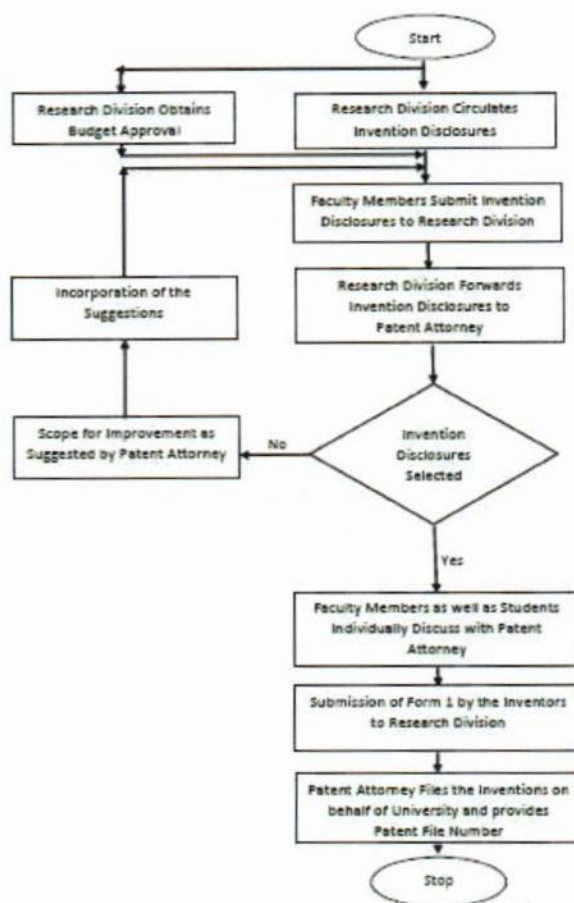 Start
Research Division Obtains
Budget Approval
Research Division Circulates
Invention Disclosures
Faculty Members Submit Invention
Disclosures to Research Division
Incorporation of the
Suggestions
Research Division Forwards
Invention Disclosures to
Patent Attorney
Scope for Improvement as
Suggested by Patent Attorney
No
Invention
Disclosures
Selected
Yes
Faculty Members as well as Students
Individually Discuss with Patent
Attorney
Submission of Form 1 by the Inventors
to Research Division
Patent Attorney Files the Inventions on
behalf of University and provides
Patent File Number
Stop